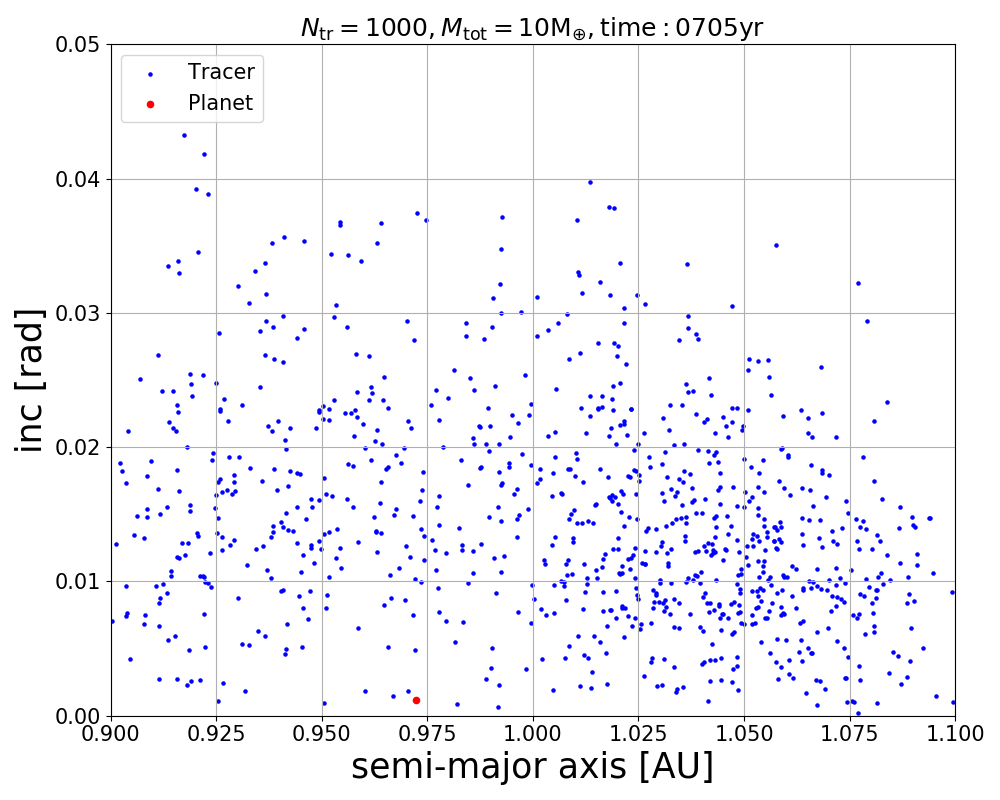 N_tr = 1000, M_tot = 10M_⊕, time : 0705yr
Tracer
Planet
inc [rad]
0.05
0.04
0.03
0.02
0.01
0.00
0.900 0.925 0.950 0.975 1.000 1.025 1.050 1.075 1.100
semi-major axis [AU]